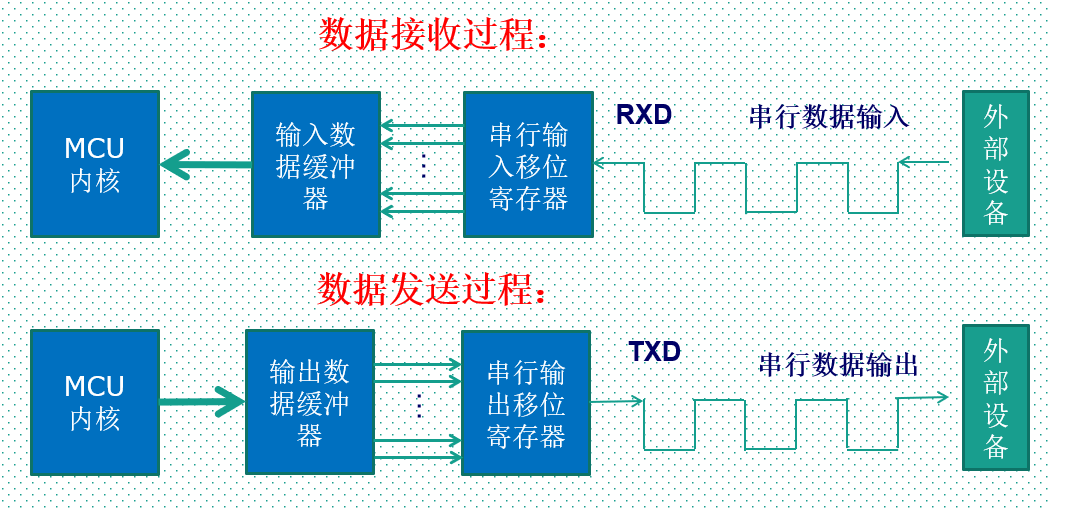 数据接收过程：
MCU
内核
输入数
据缓冲
器
⋮
串行输
入移位
寄存器
RXD
串行数据输入
外
部
设
备
数据发送过程：
MCU
内核
输出数
据缓冲
器
⋮
串行输
出移位
寄存器
TXD
串行数据输出
外
部
设
备